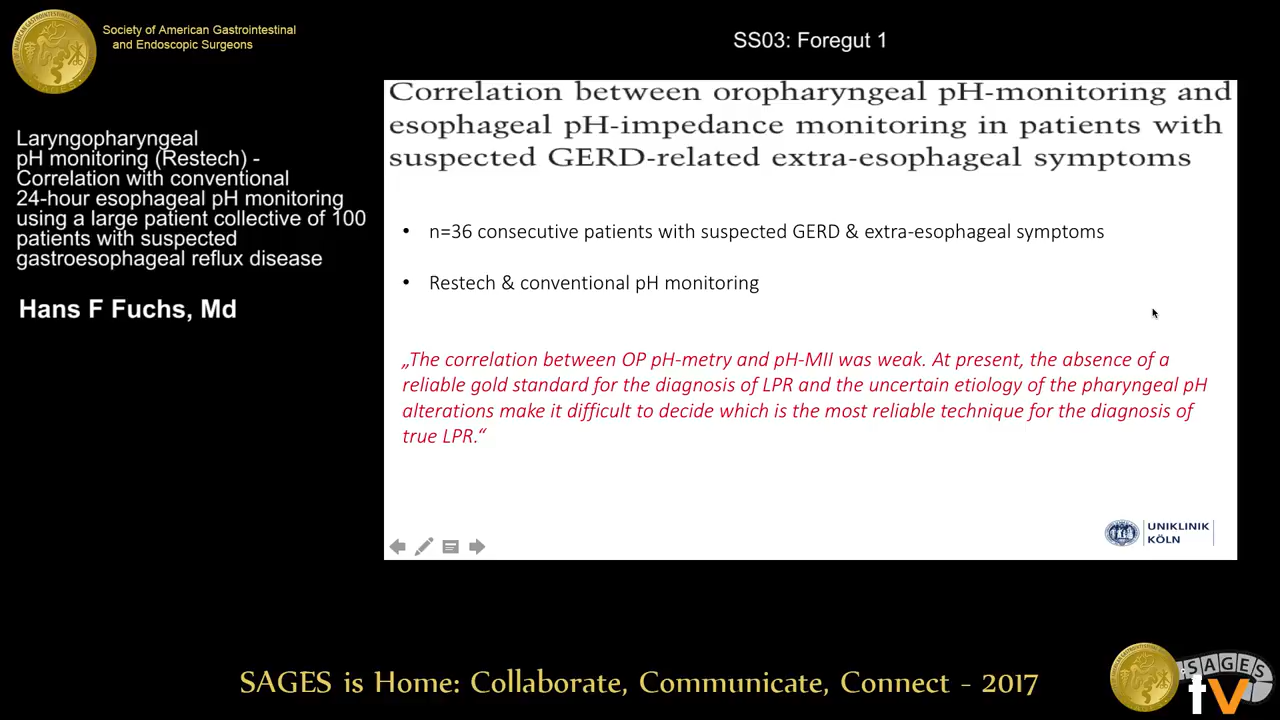 Society of American Gastrointestinal
and Endoscopic Surgeons
SS03: Foregut 1
Laryngopharyngeal
pH monitoring (Restech) -
Correlation with conventional
24-hour esophageal pH monitoring
using a large patient collective of 100
patients with suspected
gastroesophageal reflux disease
Hans F Fuchs, Md
Correlation between oropharyngeal pH-monitoring and
esophageal pH-impedance monitoring in patients with
suspected GERD-related extra-esophageal symptoms
• n=36 consecutive patients with suspected GERD & extra-esophageal symptoms
• Restech & conventional pH monitoring
„The correlation between OP pH-metry and pH-MII was weak. At present, the absence of a
reliable gold standard for the diagnosis of LPR and the uncertain etiology of the pharyngeal pH
alterations make it difficult to decide which is the most reliable technique for the diagnosis of
true LPR.“
UNIKLINIK
KÖLN
SAGES is Home: Collaborate, Communicate, Connect - 2017
SAGES
tv